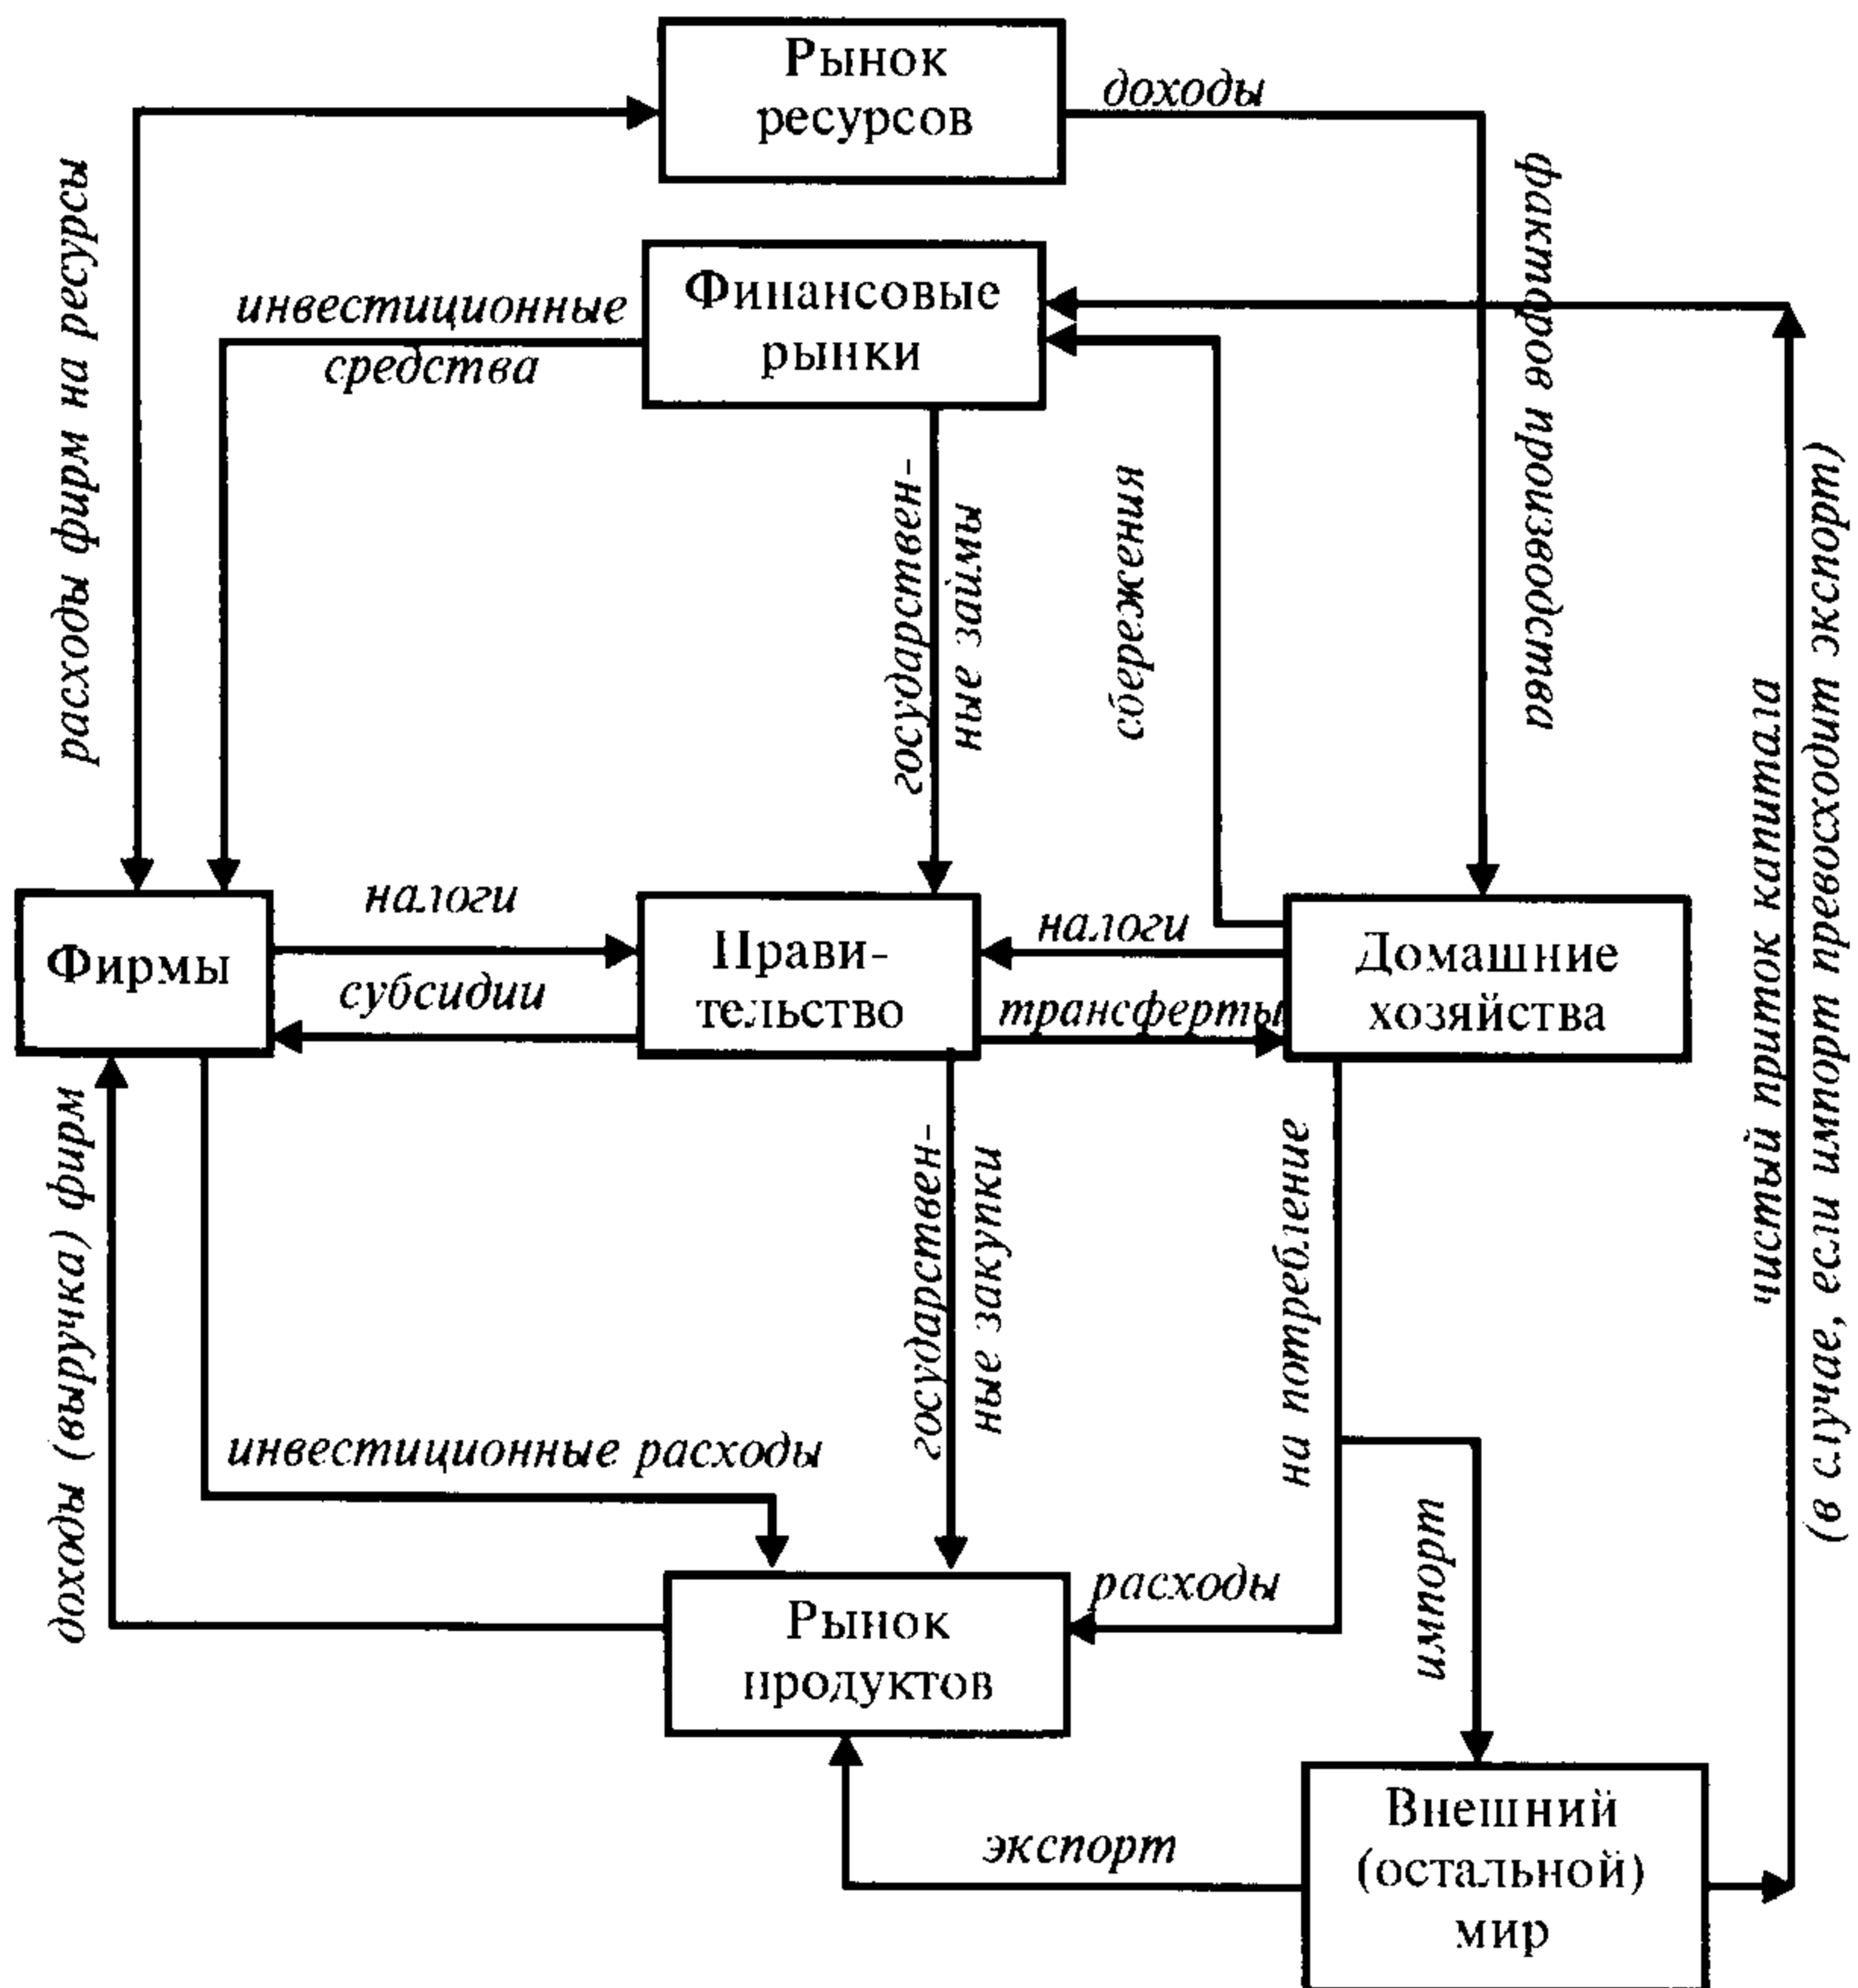 Рынок
ресурсов
доходы
факторов производства
расходы фирм на ресурсы
Финансовые
рынки
инвестиционные
средства
государствен-
ные займы
сбережения
чистый приток капитала
(в случае, если импорт превосходит экспорт)
Фирмы
налоги
субсидии
Прави-
тельство
налоги
трансферты
Домашние
хозяйства
доходы (выручка) фирм
инвестиционные расходы
государствен-
ные закупки
на потребление
расходы
импорт
Рынок
продуктов
экспорт
Внешний
(остальной)
мир